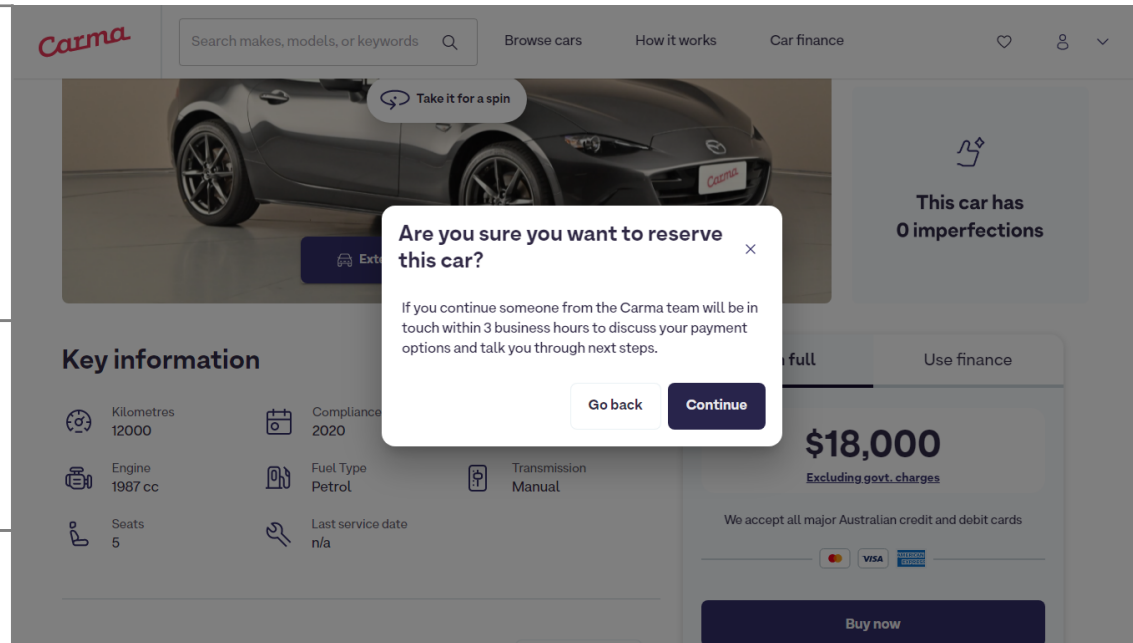 Carma
Search makes, models, or keywords
Browse cars
How it works
Car finance
Take it for a spin
Carma
This car has
0 imperfections
Are you sure you want to reserve
this car?
If you continue someone from the Carma team will be in
touch within 3 business hours to discuss your payment
options and talk you through next steps.
Go back
Continue
Key information
Kilometres
12000
Compliance
2020
Engine
1987 cc
Fuel Type
Petrol
Transmission
Manual
Seats
5
Last service date
n/a
full
Use finance
$18,000
Excluding govt. charges
We accept all major Australian credit and debit cards
VISA
Buy now